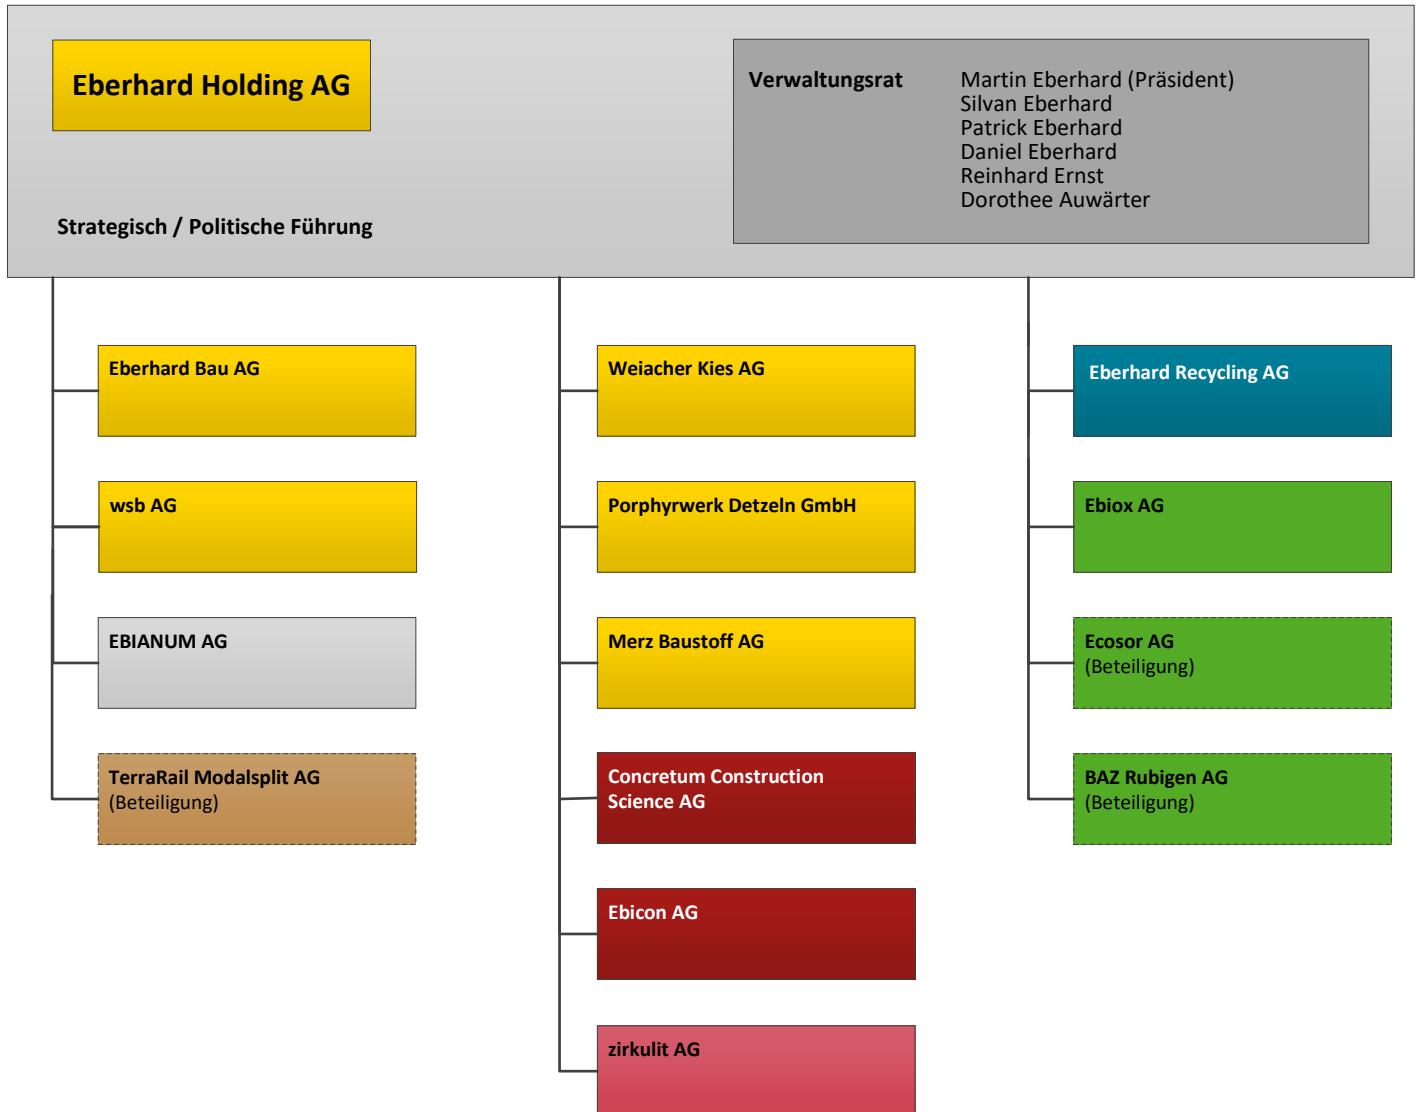 Eberhard Holding AG
Strategisch / Politische Führung
Verwaltungsrat
Martin Eberhard (Präsident)
Silvan Eberhard
Patrick Eberhard
Daniel Eberhard
Reinhard Ernst
Dorothee Auwärter
Eberhard Bau AG
wsb AG
EBIANUM AG
TerraRail Modalsplit AG
(Beteiligung)
Weiacher Kies AG
Porphyrwerk Detzeln GmbH
Merz Baustoff AG
Concretum Construction
Science AG
Ebicon AG
zirkulit AG
Eberhard Recycling AG
Ebiox AG
Ecosor AG
(Beteiligung)
BAZ Rubigen AG
(Beteiligung)